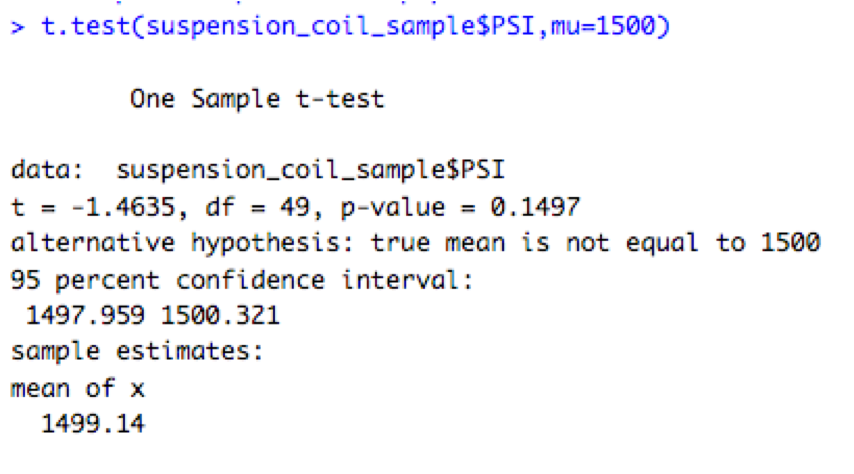 > t.test(suspension_coil_sample$PSI,mu=1500)
One Sample t-test
data:  suspension_coil_sample$PSI
t = -1.4635, df = 49, p-value = 0.1497
alternative hypothesis: true mean is not equal to 1500
95 percent confidence interval:
1497.959 1500.321
sample estimates:
mean of x
1499.14